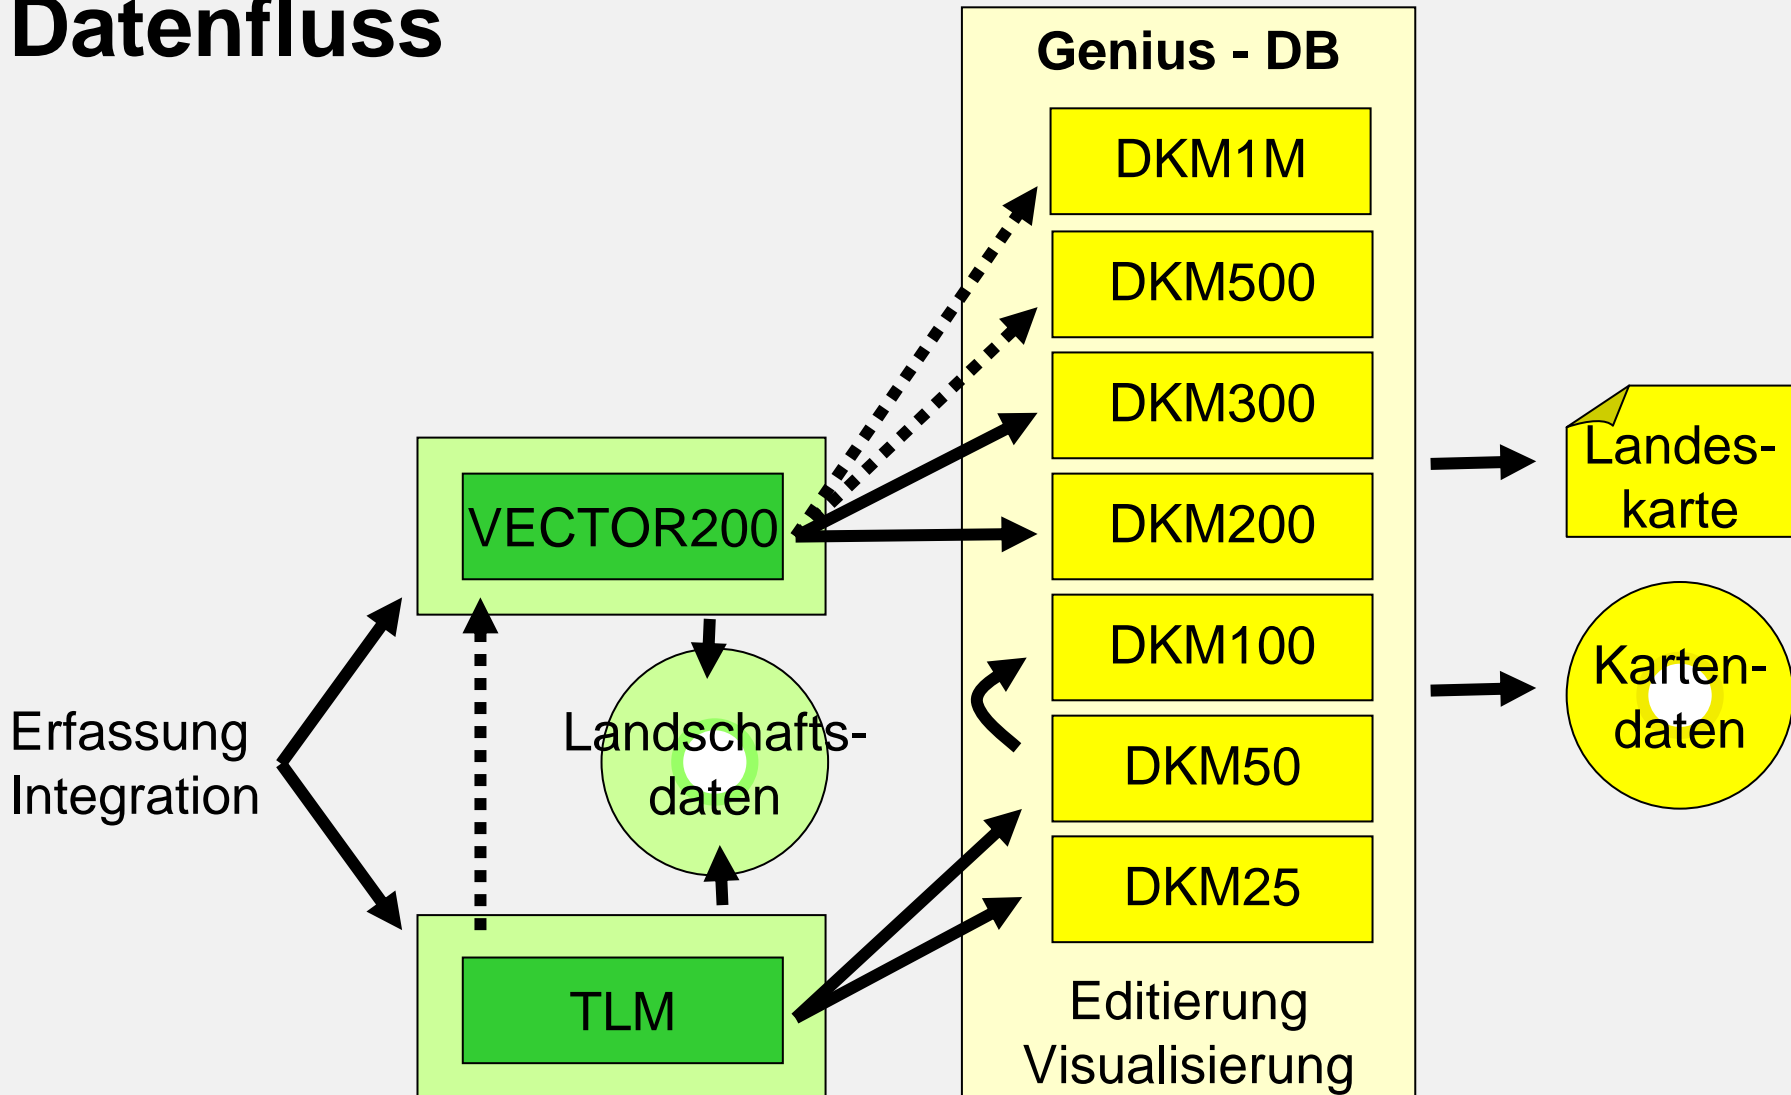 Datenfluss
Genius - DB
DKM1M
DKM500
DKM300
DKM200
DKM100
DKM50
DKM25
Editierung
Visualisierung
VECTOR200
Landschafts-
daten
TLM
Erfassung
Integration
Landes-
karte
Karten-
daten